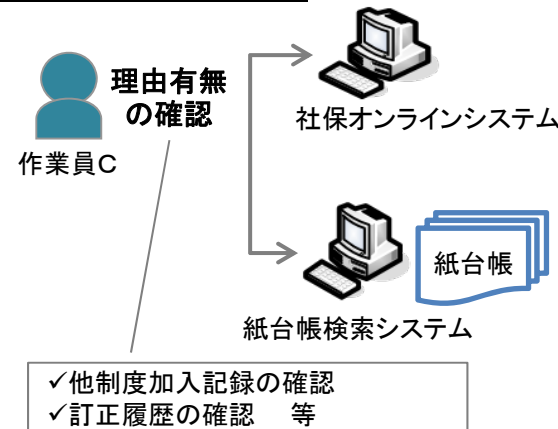 理由有無
の確認
作業員C
社保オンラインシステム
紙台帳
紙台帳検索システム
✓他制度加入記録の確認
✓訂正履歴の確認　等